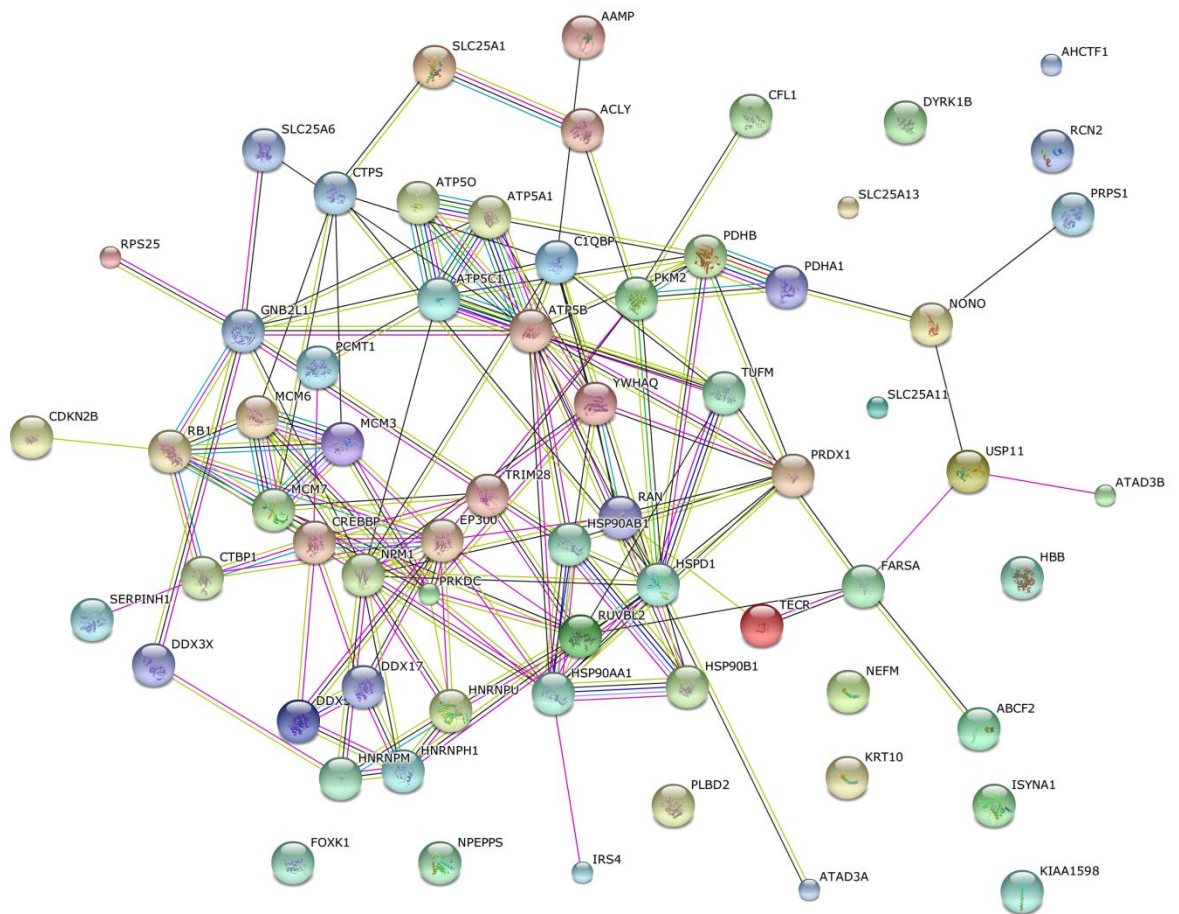 AAMP
SLC25A1
AHCTF1
CFL1
DYRK1B
ACLY
SLC25A6
RCN2
CTPS
ATP5O
ATP5A1
SLC25A13
PRPS1
RPS25
C1QBP
PDHB
ATP5C1
PKM2
PDHA1
NONO
GNB2L1
ATP5B
PCMT1
YWHAQ
TUFM
SLC25A11
MCM6
CDKN2B
RB1
MCM3
PRDX1
USP11
TRIM28
ATAD3B
MCM7
RAN
CREBBP
EP300
HSP90AB1
CTBP1
NPM1
HSPD1
HBB
FARSA
PRKDC
SERPINH1
TECR
RUVBL2
DDX3X
DDX17
HSP90AA1
HSP90B1
NEFM
HNRNPU
DDX
ABCF2
HNRNPM
HNRNPH1
KRT10
PLBD2
ISYNA1
FOXK1
NPEPPS
IRS4
ATAD3A
KIAA1598